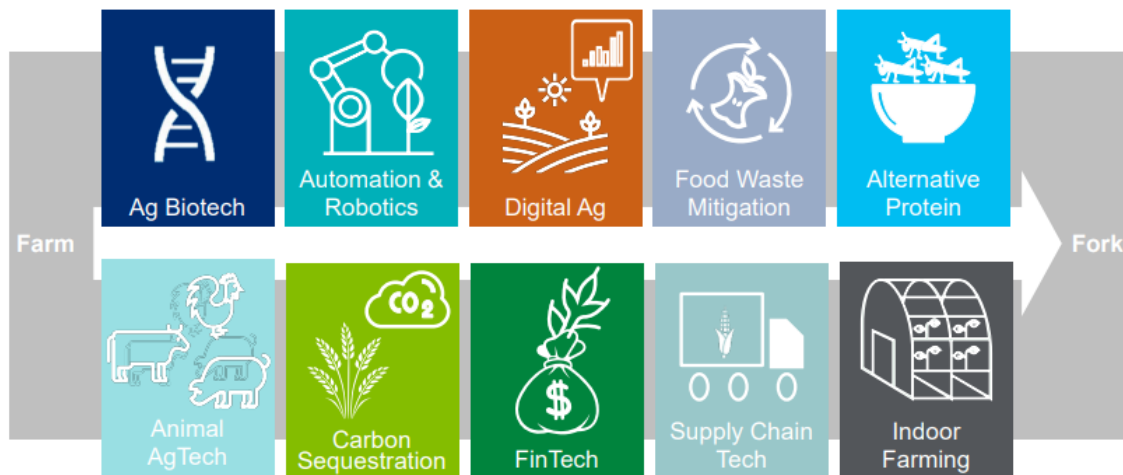 Ag Biotech
Automation &
Robotics
Digital Ag
Food Waste
Mitigation
Alternative
Protein
Farm
Fork
Animal
AgTech
CO2
Carbon
Sequestration
$
FinTech
Supply Chain
Tech
Indoor
Farming